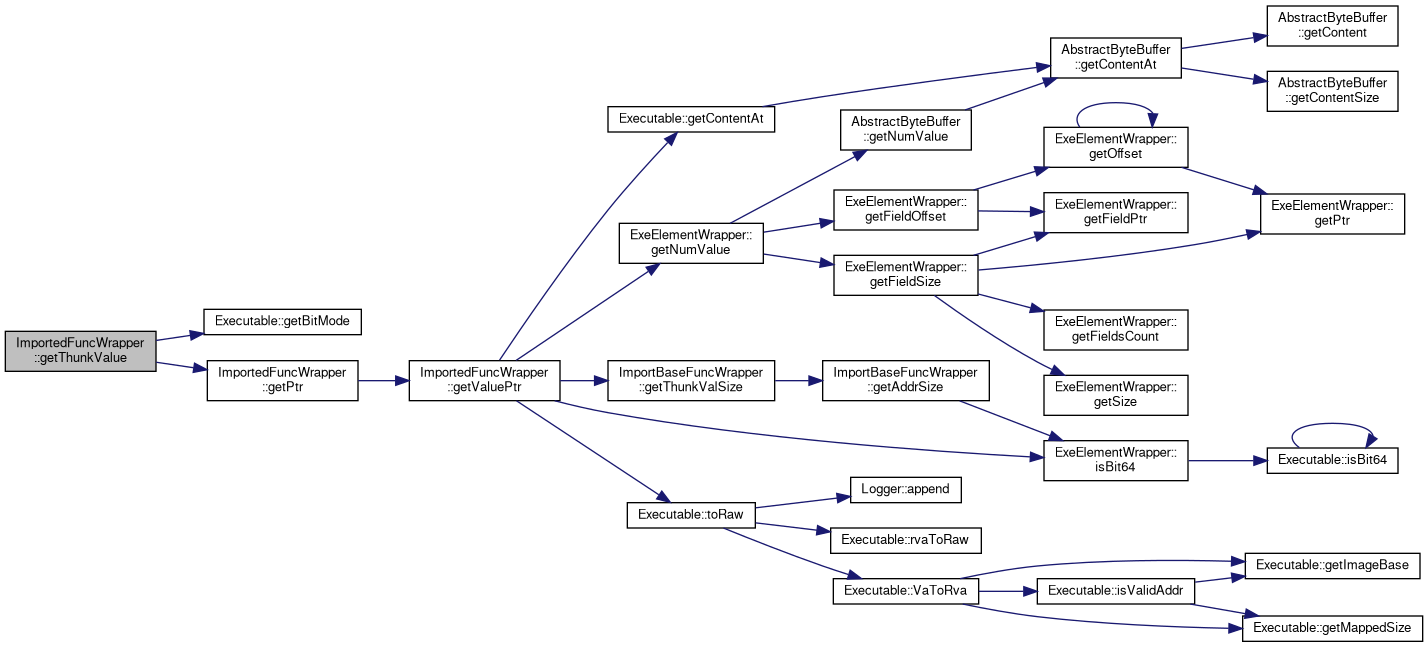 AbstractByteBuffer
::getContent
AbstractByteBuffer
::getContentAt
AbstractByteBuffer
::getContentSize
Executable::getContentAt
AbstractByteBuffer
::getNumValue
ExeElementWrapper::
getOffset
ExeElementWrapper::
getFieldOffset
ExeElementWrapper::
getFieldPtr
ExeElementWrapper::
getPtr
ExeElementWrapper::
getNumValue
ExeElementWrapper::
getFieldSize
ExeElementWrapper::
getFieldsCount
Executable::getBitMode
ImportedFuncWrapper
::getThunkValue
ImportedFuncWrapper
::getPtr
ImportedFuncWrapper
::getValuePtr
ImportBaseFuncWrapper
::getThunkValSize
ImportBaseFuncWrapper
::getAddrSize
ExeElementWrapper::
getSize
ExeElementWrapper::
isBit64
Executable::isBit64
Logger::append
Executable::toRaw
Executable::rvaToRaw
Executable::getImageBase
Executable::VaToRva
Executable::isValidAddr
Executable::getMappedSize